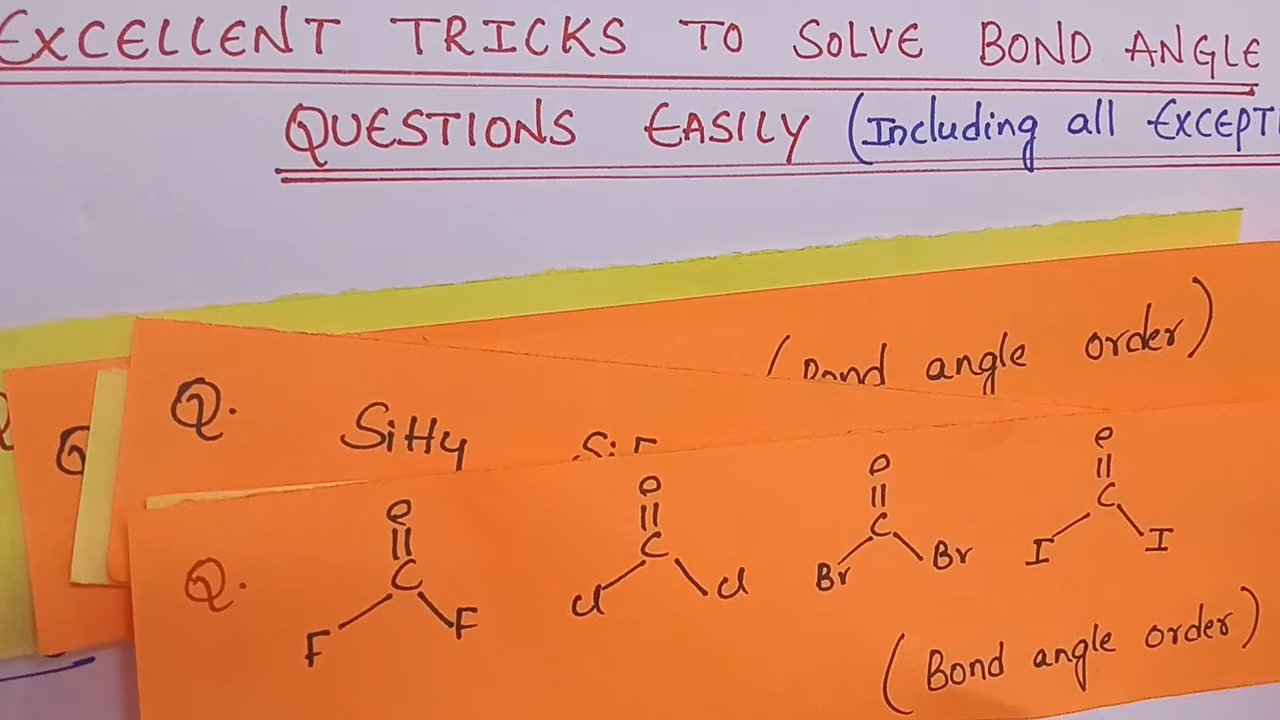 EXCELLENT TRICKS TO SOLVE BOND ANGLE
QUESTIONS EASILY (Including all EXCEPTI
(Bond angle order)
Q.
Q. SiH4
Q.
O
||
C
F F
O
||
C
Cl Cl
O
||
C
Br Br
O
||
C
I I
(Bond angle order)